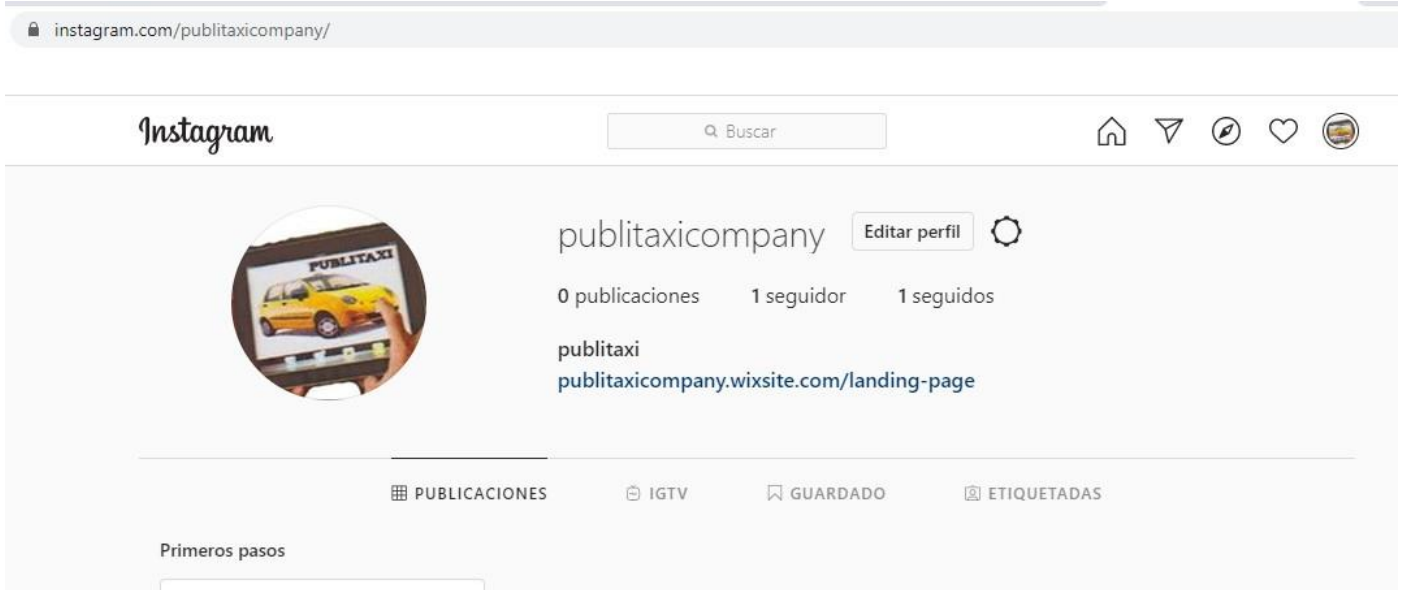 instagram.com/publitaxicompany/
Instagram
Buscar
PUBLITAXI
publitaxicompany Editar perfil
0 publicaciones 1 seguidor 1 seguidos
publitaxi
publitaxicompany.wixsite.com/landing-page
PUBLICACIONES IGTV GUARDADO ETIQUETADAS
Primeros pasos